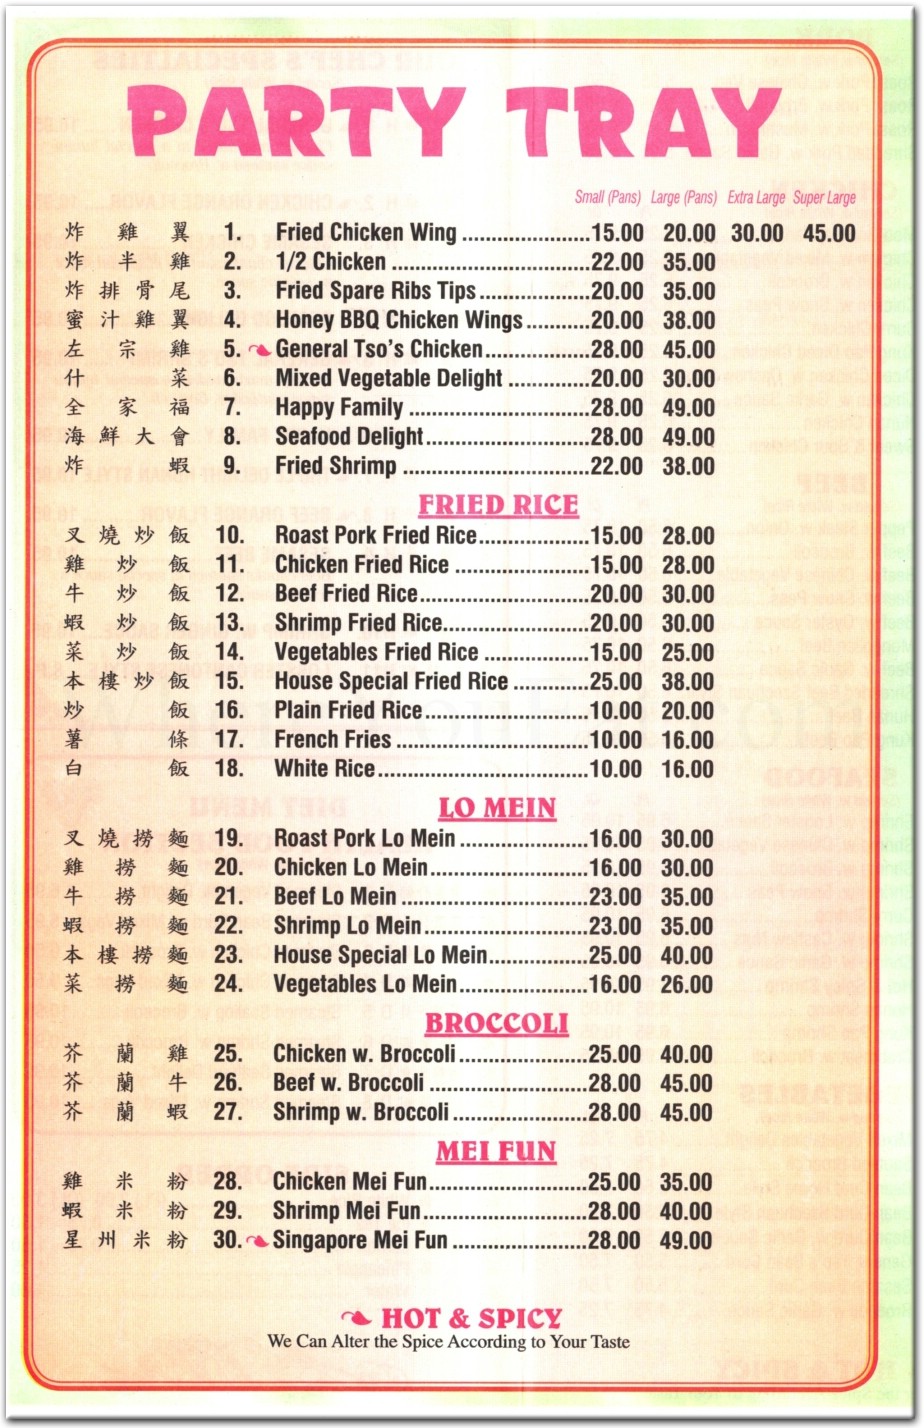 PARTY TRAY
Small (Pans) Large (Pans) Extra Large Super Large
炸雞翼 1. Fried Chicken Wing ......................15.00 20.00 30.00 45.00
炸半雞 2. 1/2 Chicken ..................................22.00 35.00
炸排骨尾 3. Fried Spare Ribs Tips...................20.00 35.00
蜜汁雞翼 4. Honey BBQ Chicken Wings...........20.00 38.00
左宗雞 5. General Tso's Chicken..................28.00 45.00
什菜 6. Mixed Vegetable Delight ..............20.00 30.00
全家福 7. Happy Family ...............................28.00 49.00
海鮮大會 8. Seafood Delight............................28.00 49.00
炸蝦 9. Fried Shrimp ................................22.00 38.00
FRIED RICE
叉燒炒飯 10. Roast Pork Fried Rice...................15.00 28.00
雞炒飯 11. Chicken Fried Rice .......................15.00 28.00
牛炒飯 12. Beef Fried Rice.............................20.00 30.00
蝦炒飯 13. Shrimp Fried Rice.........................20.00 30.00
菜炒飯 14. Vegetables Fried Rice ..................15.00 25.00
本樓炒飯 15. House Special Fried Rice .............25.00 38.00
炒飯 16. Plain Fried Rice............................10.00 20.00
薯條 17. French Fries .................................10.00 16.00
白飯 18. White Rice....................................10.00 16.00
LO MEIN
叉燒撈麵 19. Roast Pork Lo Mein ......................16.00 30.00
雞撈麵 20. Chicken Lo Mein...........................16.00 30.00
牛撈麵 21. Beef Lo Mein ................................23.00 35.00
蝦撈麵 22. Shrimp Lo Mein............................23.00 35.00
本樓撈麵 23. House Special Lo Mein.................25.00 40.00
菜撈麵 24. Vegetables Lo Mein......................16.00 26.00
BROCCOLI
芥蘭雞 25. Chicken w. Broccoli......................25.00 40.00
芥蘭牛 26. Beef w. Broccoli ...........................28.00 45.00
芥蘭蝦 27. Shrimp w. Broccoli .......................28.00 45.00
MEI FUN
雞米粉 28. Chicken Mei Fun...........................25.00 35.00
蝦米粉 29. Shrimp Mei Fun............................28.00 40.00
星州米粉 30. Singapore Mei Fun .......................28.00 49.00
HOT & SPICY
We Can Alter the Spice According to Your Taste